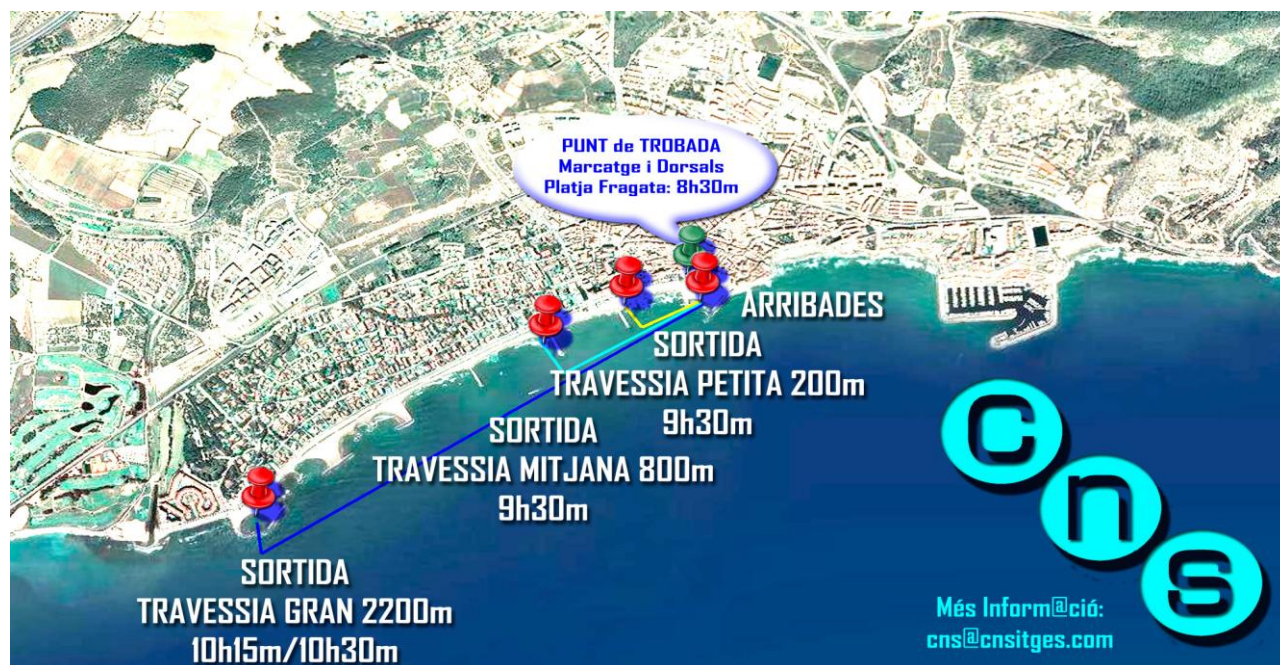 PUNT de TROBADA
Marcatge i Dorsals
Platja Fragata: 8h30m
ARRIBADES
SORTIDA
TRAVESSIA PETITA 200m
9h30m
SORTIDA
TRAVESSIA MITJANA 800m
9h30m
SORTIDA
TRAVESSIA GRAN 2200m
10h15m/10h30m
cns
Més Inform@ció:
cns@cnsitges.com